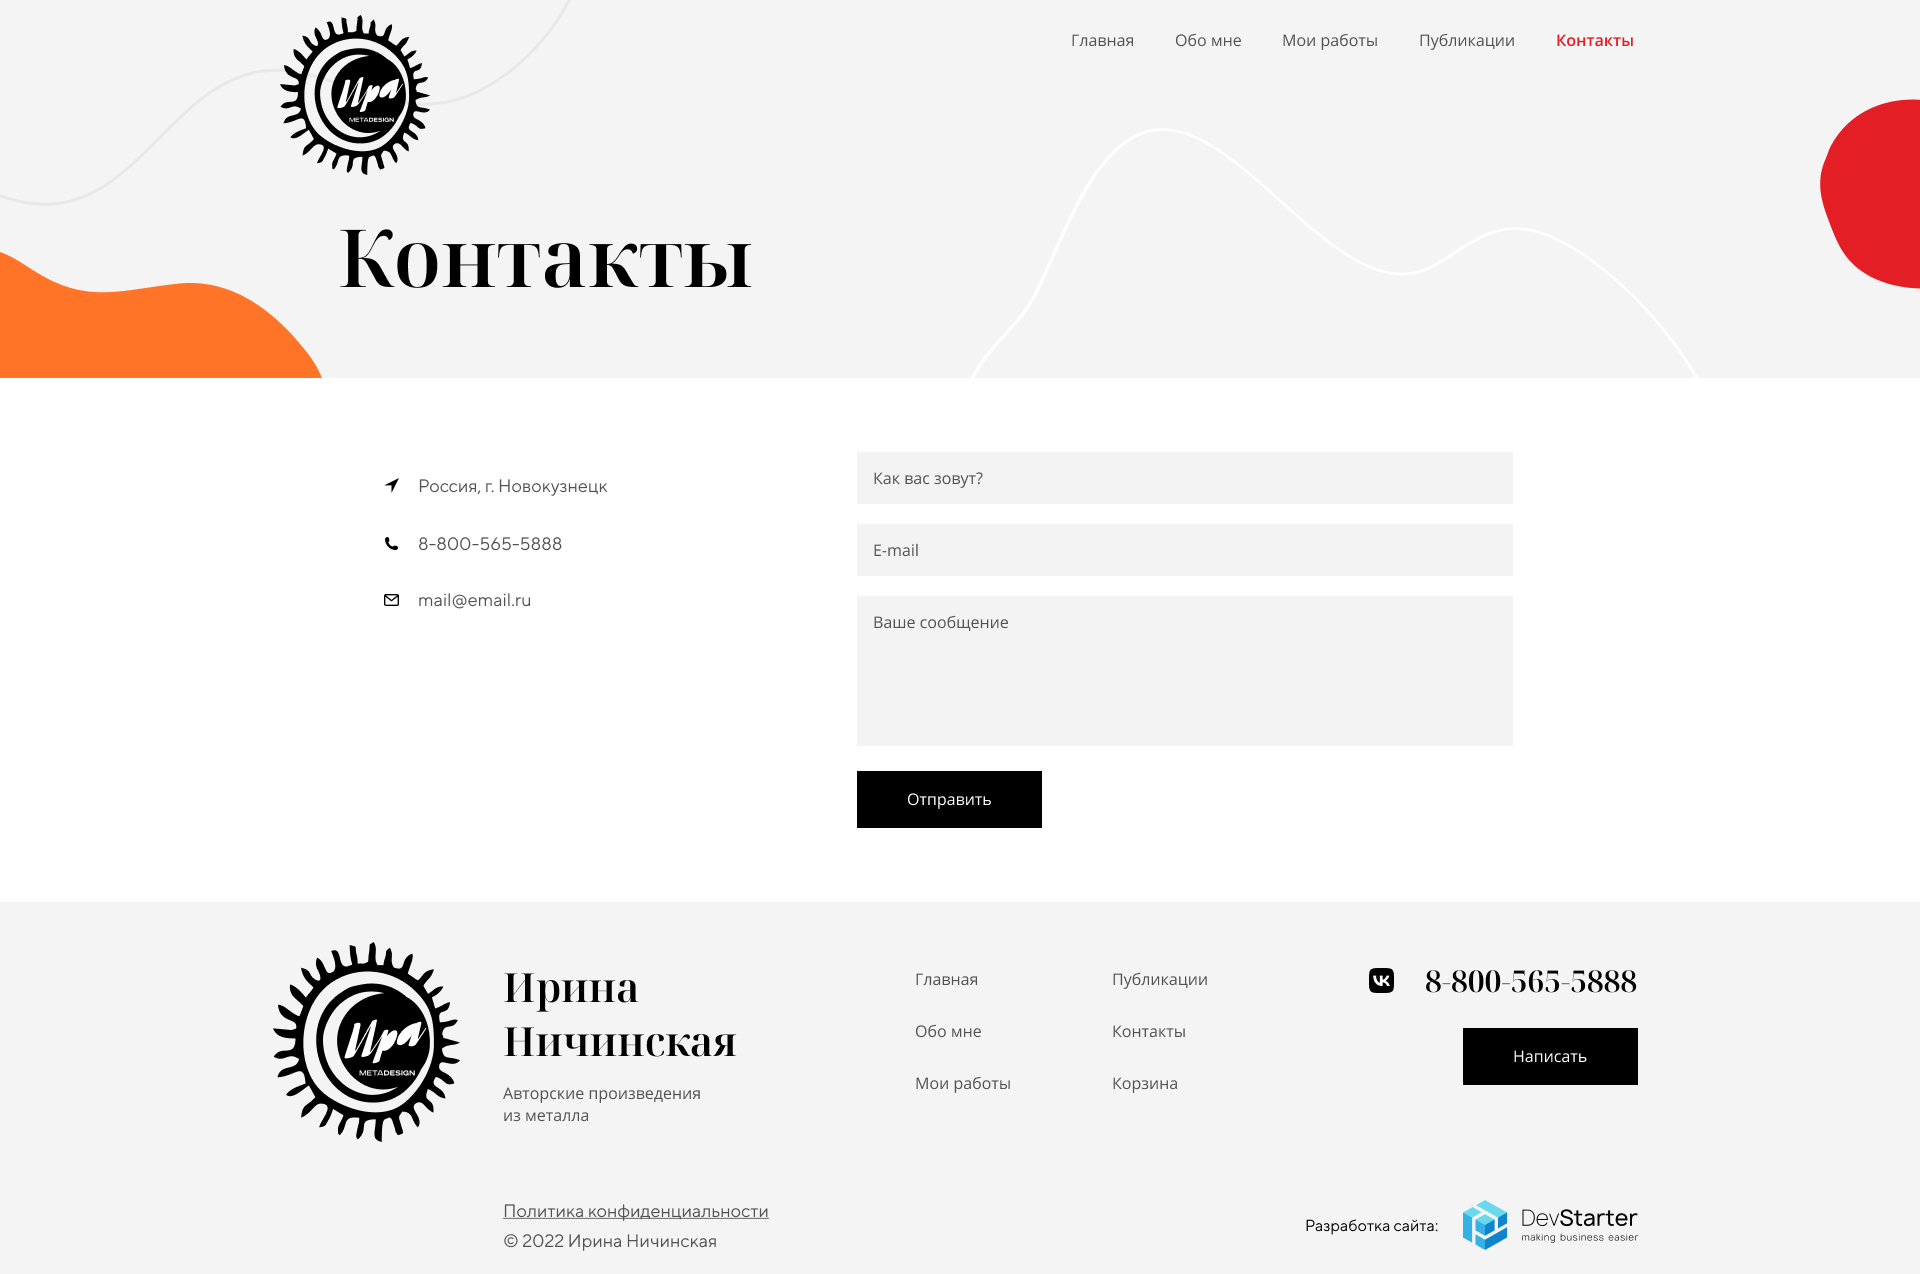 Ира
METADESIGN
Главная
Обо мне
Мои работы
Публикации
Контакты
Контакты
Россия, г. Новокузнецк
8-800-565-5888
mail@email.ru
Как вас зовут?
E-mail
Ваше сообщение
Отправить
Ира
METADESIGN
Ирина
Ничинская
Авторские произведения
из металла
Главная
Обо мне
Мои работы
Публикации
Контакты
Корзина
8-800-565-5888
Написать
Политика конфиденциальности
© 2022 Ирина Ничинская
Разработка сайта:
DevStarter
making business easier